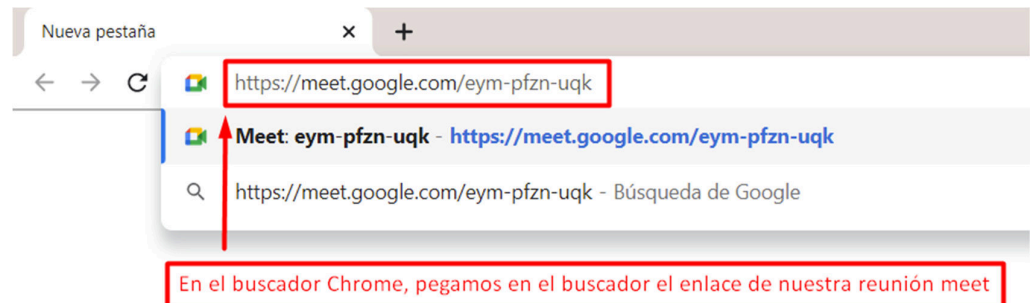 Nueva pestaña
https://meet.google.com/eym-pfzn-uqk
Meet: eym-pfzn-uqk - https://meet.google.com/eym-pfzn-uqk
https://meet.google.com/eym-pfzn-uqk - Búsqueda de Google
En el buscador Chrome, pegamos en el buscador el enlace de nuestra reunión meet